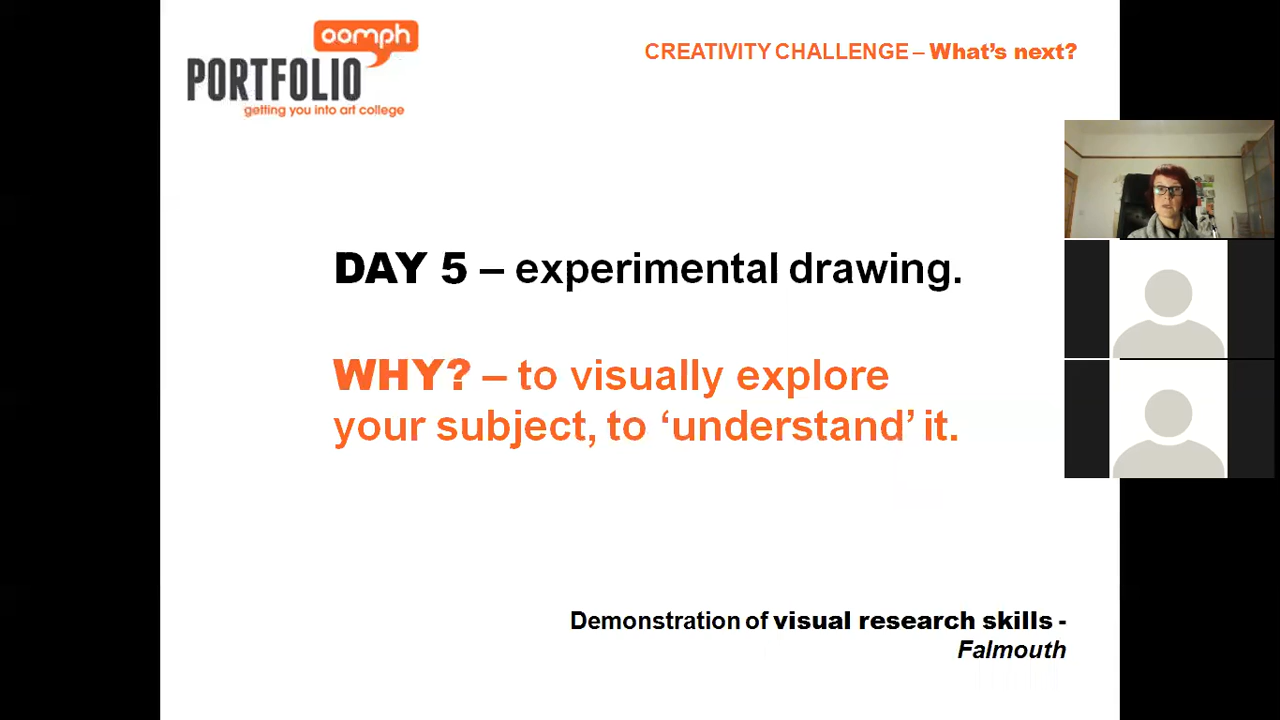 oomph
PORTFOLIO
getting you into art college
CREATIVITY CHALLENGE – What's next?
DAY 5 – experimental drawing.
WHY? – to visually explore
your subject, to ‘understand’ it.
Demonstration of visual research skills -
Falmouth